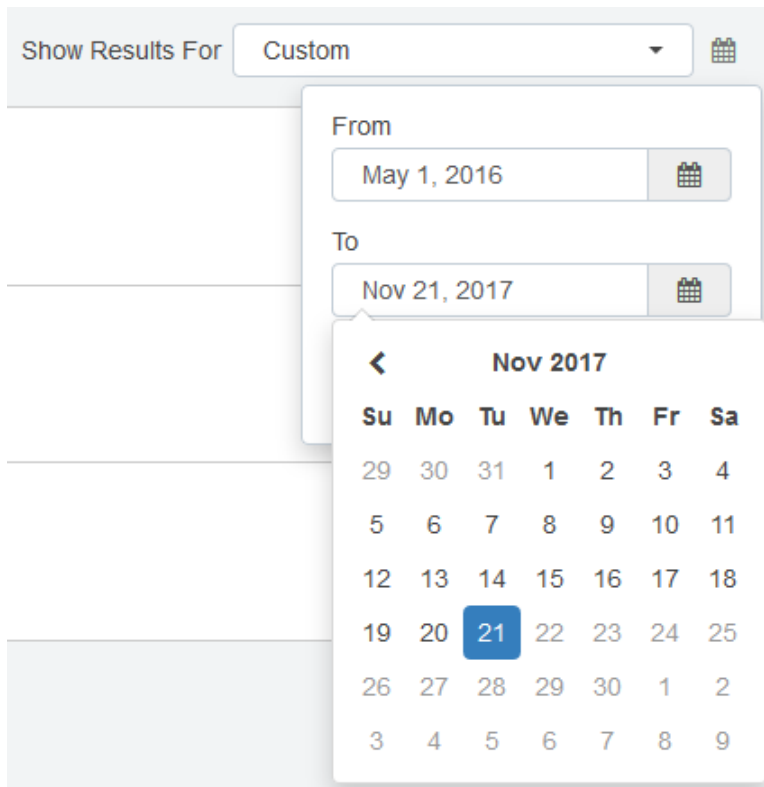 Show Results For Custom
From
May 1, 2016
To
Nov 21, 2017
Nov 2017
Su Mo Tu We Th Fr Sa
29 30 31 1 2 3 4
5 6 7 8 9 10 11
12 13 14 15 16 17 18
19 20 21 22 23 24 25
26 27 28 29 30 1 2
3 4 5 6 7 8 9